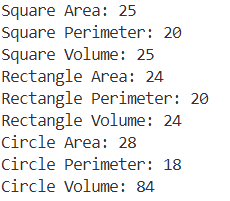 Square Area: 25
Square Perimeter: 20
Square Volume: 25
Rectangle Area: 24
Rectangle Perimeter: 20
Rectangle Volume: 24
Circle Area: 28
Circle Perimeter: 18
Circle Volume: 84